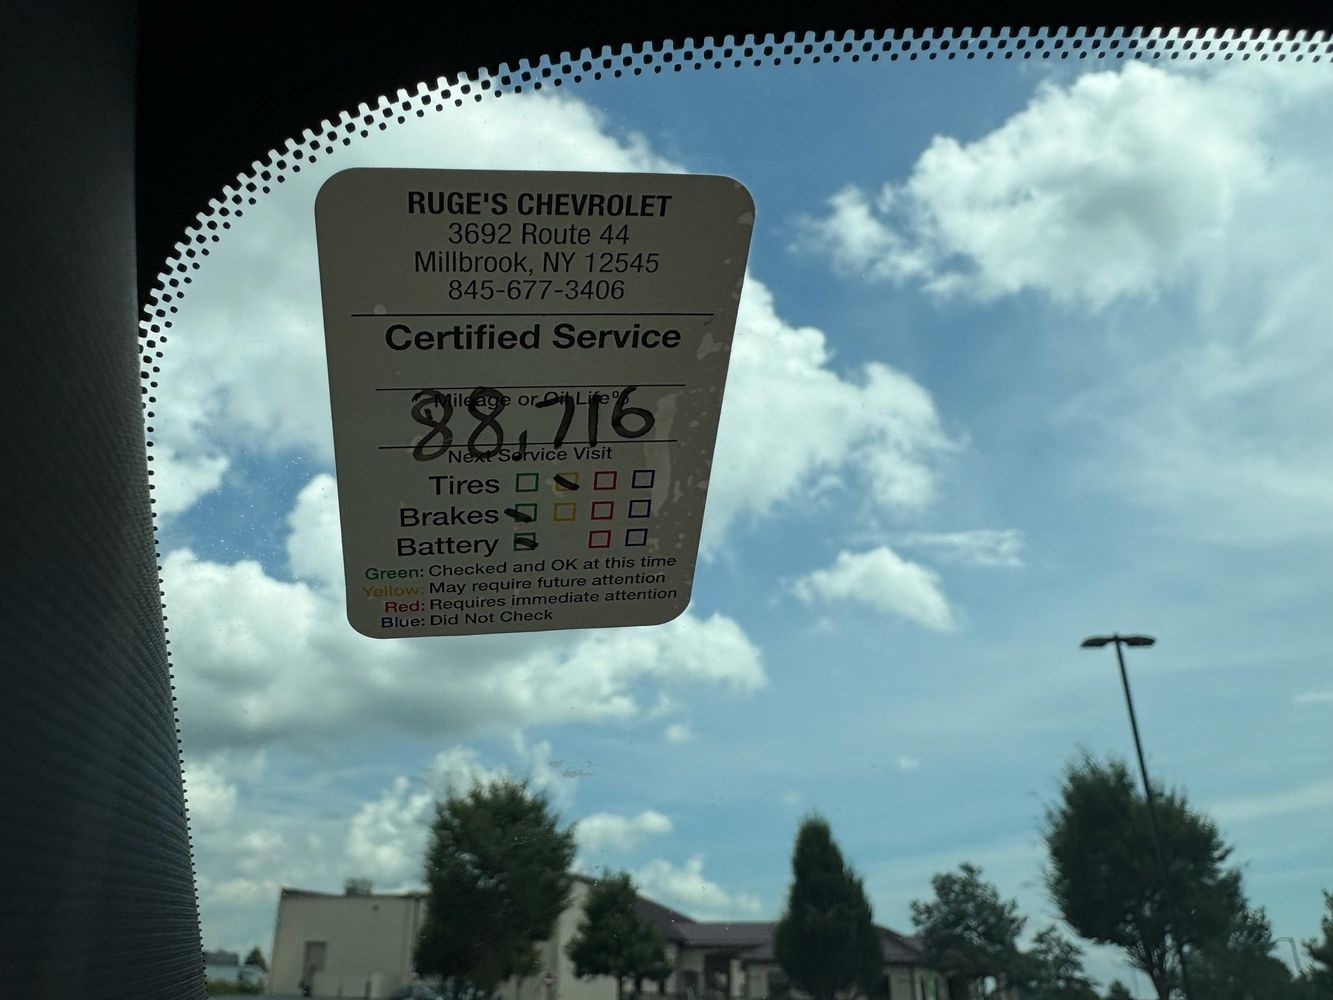 RUGE'S CHEVROLET
3692 Route 44
Millbrook, NY 12545
845-677-3406
Certified Service
Mileage or Oil Life%
88,716
Next Service Visit
Tires
Brakes
Battery
Green: Checked and OK at this time
Yellow: May require future attention
Red: Requires immediate attention
Blue: Did Not Check